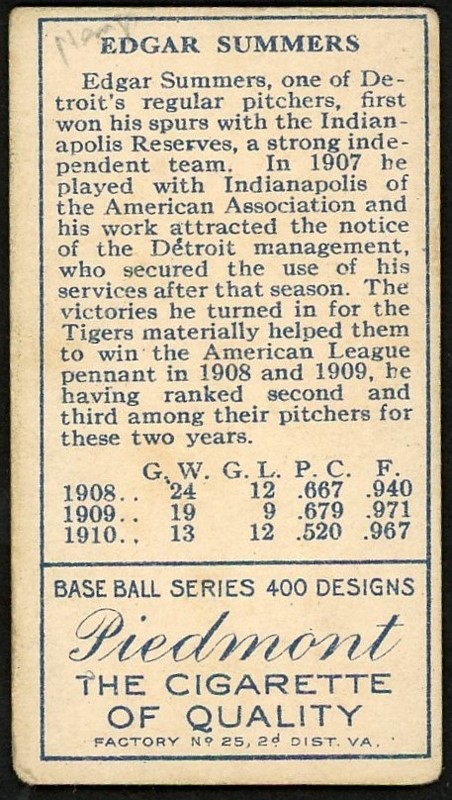 EDGAR SUMMERS
Edgar Summers, one of De-
troit's regular pitchers, first
won his spurs with the Indian-
apolis Reserves, a strong inde-
pendent team. In 1907 he
played with Indianapolis of
the American Association and
his work attracted the notice
of the Detroit management,
who secured the use of his
services after that season. The
victories he turned in for the
Tigers materially helped them
to win the American League
pennant in 1908 and 1909, he
having ranked second and
third among their pitchers for
these two years.
G. W. G. L. P. C. F.
1908.. 24 12 .667 .940
1909.. 19 9 .679 .971
1910.. 13 12 .520 .967
BASE BALL SERIES 400 DESIGNS
Piedmont
THE CIGARETTE
OF QUALITY
FACTORY No 25, 2d DIST. VA.